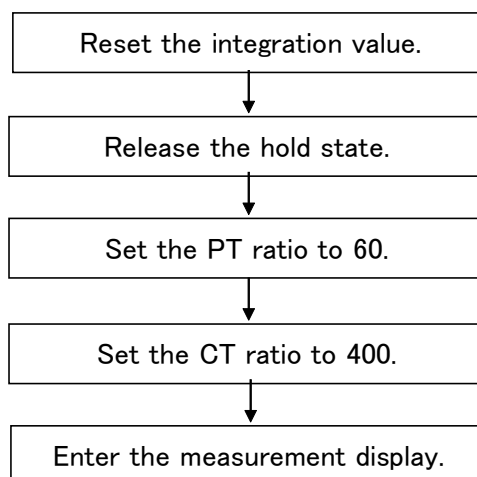 Reset the integration value.
Release the hold state.
Set the PT ratio to 60.
Set the CT ratio to 400.
Enter the measurement display.